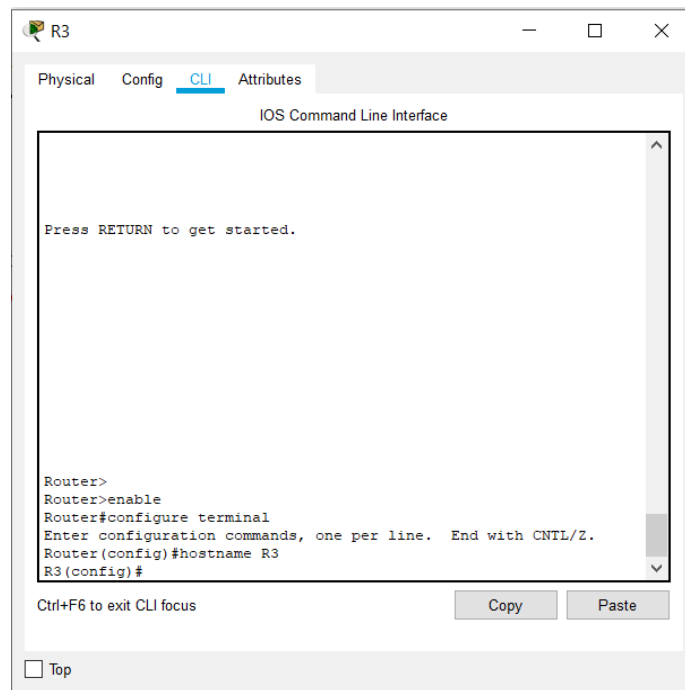 R3
Physical Config CLI Attributes
IOS Command Line Interface
Press RETURN to get started.
Router>
Router>enable
Router#configure terminal
Enter configuration commands, one per line.  End with CNTL/Z.
Router(config)#hostname R3
R3(config)#
Ctrl+F6 to exit CLI focus
Copy Paste
Top